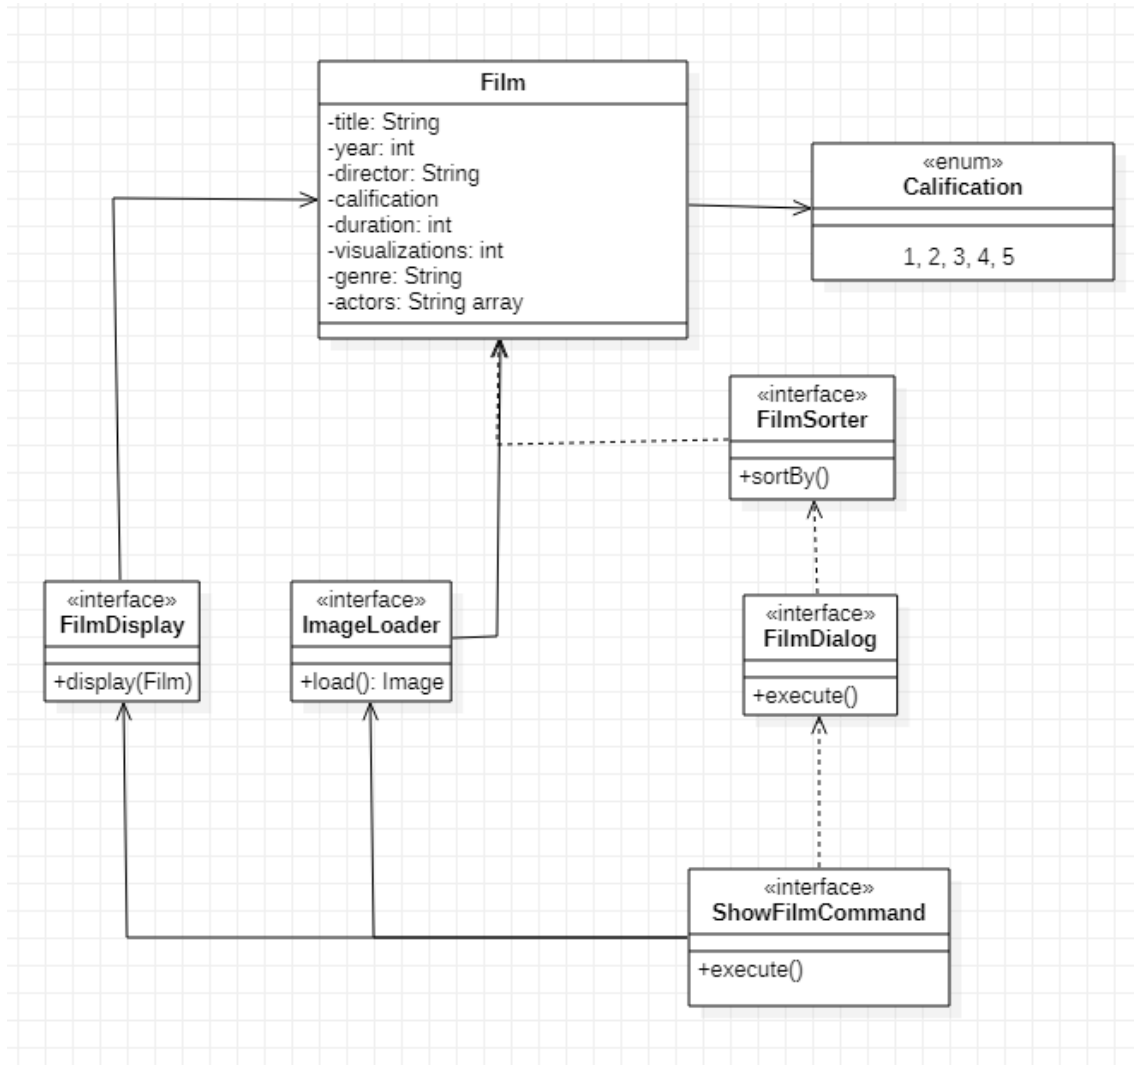 Film
-title: String
-year: int
-director: String
-calification
-duration: int
-visualizations: int
-genre: String
-actors: String array
«enum»
Calification
1, 2, 3, 4, 5
«interface»
FilmSorter
+sortBy()
«interface»
FilmDisplay
+display(Film)
«interface»
ImageLoader
+load(): Image
«interface»
FilmDialog
+execute()
«interface»
ShowFilmCommand
+execute()